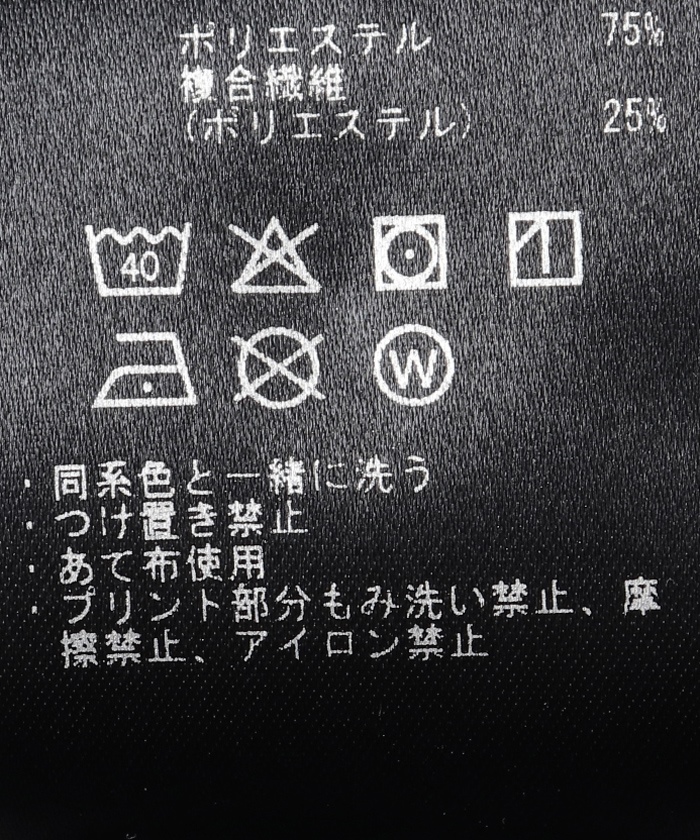 ポリエステル 75%
複合繊維
(ポリエステル) 25%
40
W
・同系色と一緒に洗う
・つけ置き禁止
・あて布使用
・プリント部分もみ洗い禁止、摩
擦禁止、アイロン禁止